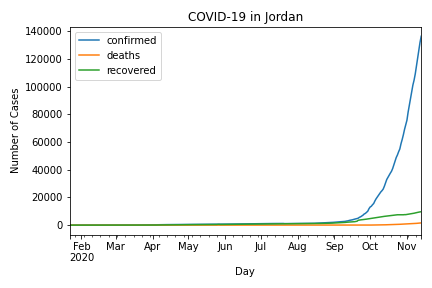 COVID-19 in Jordan
confirmed
deaths
recovered
Number of Cases
140000
120000
100000
80000
60000
40000
20000
0
Feb Mar Apr May Jun Jul Aug Sep Oct Nov
2020
Day